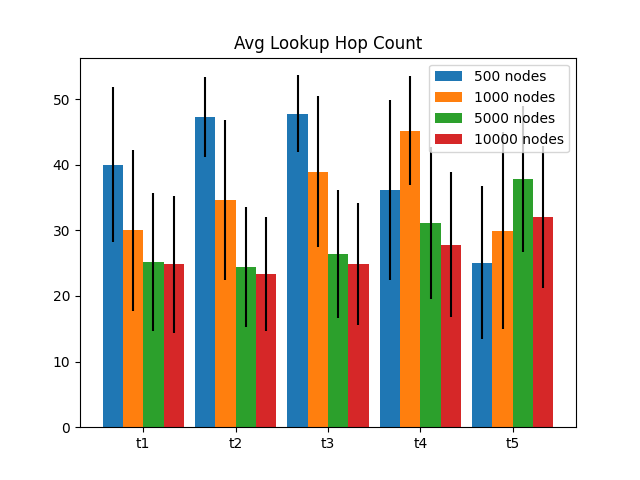 Avg Lookup Hop Count
500 nodes
1000 nodes
5000 nodes
10000 nodes
50
40
30
20
10
0
t1 t2 t3 t4 t5